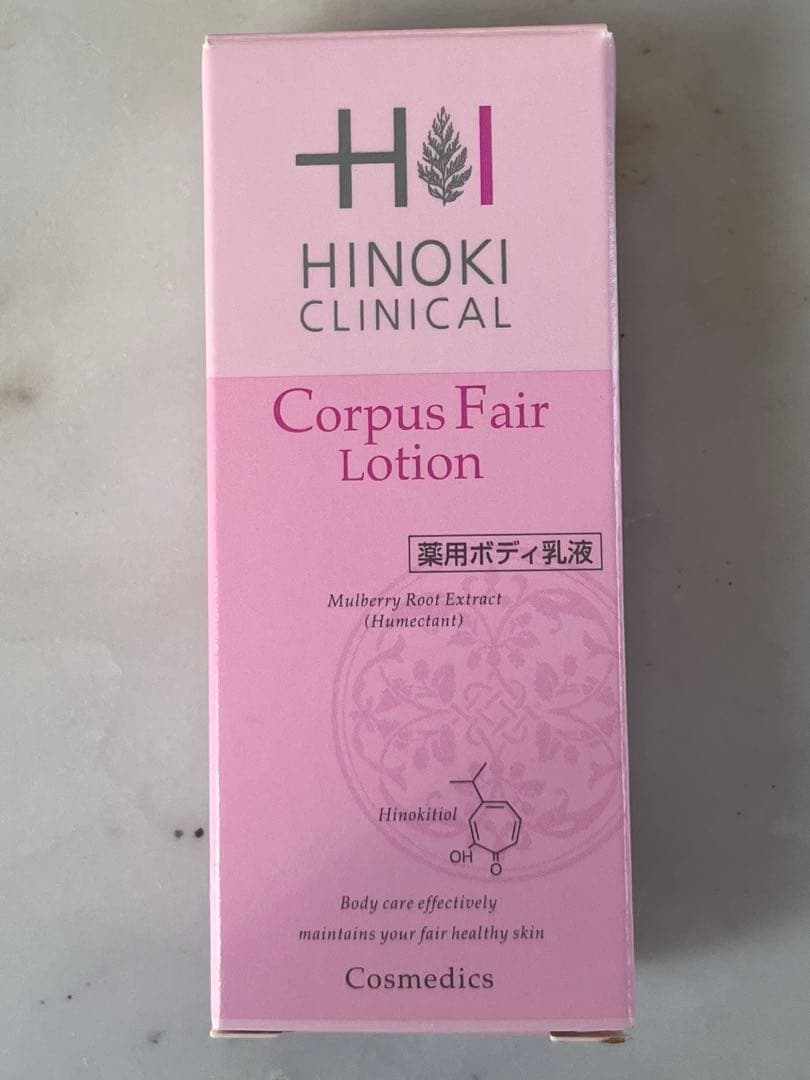 HI
HINOKI
CLINICAL
Corpus Fair
Lotion
薬用ボディ乳液
Mulberry Root Extract
(Humectant)
Hinokitiol
OH
O
Body care effectively
maintains your fair healthy skin
Cosmedics